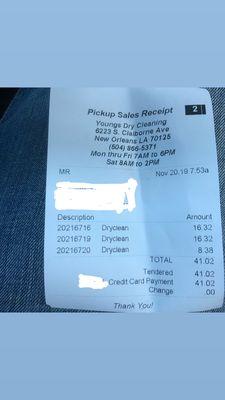 Pickup Sales Receipt 2
Youngs Dry Cleaning
6223 S. Claiborne Ave
New Orleans LA 70125
(504) 866-5371
Mon thru Fri 7AM to 6PM
Sat 8AM to 2PM
MR Nov 20.19 7.53a
Description Amount
20216716 Dryclean 16.32
20216719 Dryclean 16.32
20216720 Dryclean 8.38
TOTAL 41.02
Tendered 41.02
Credit Card Payment 41.02
Change .00
Thank You!